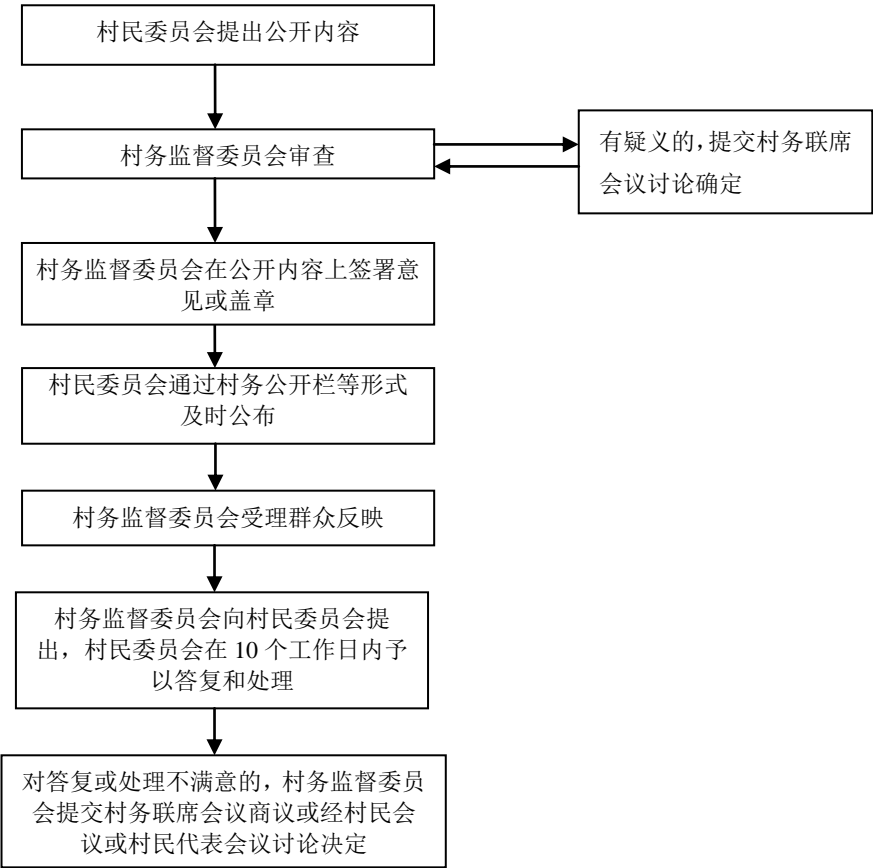 村民委员会提出公开内容
村务监督委员会审查
有疑义的，提交村务联席
会议讨论确定
村务监督委员会在公开内容上签署意
见或盖章
村民委员会通过村务公开栏等形式
及时公布
村务监督委员会受理群众反映
村务监督委员会向村民委员会提
出，村民委员会在 10 个工作日内予
以答复和处理
对答复或处理不满意的，村务监督委员
会提交村务联席会议商议或经村民会
议或村民代表会议讨论决定